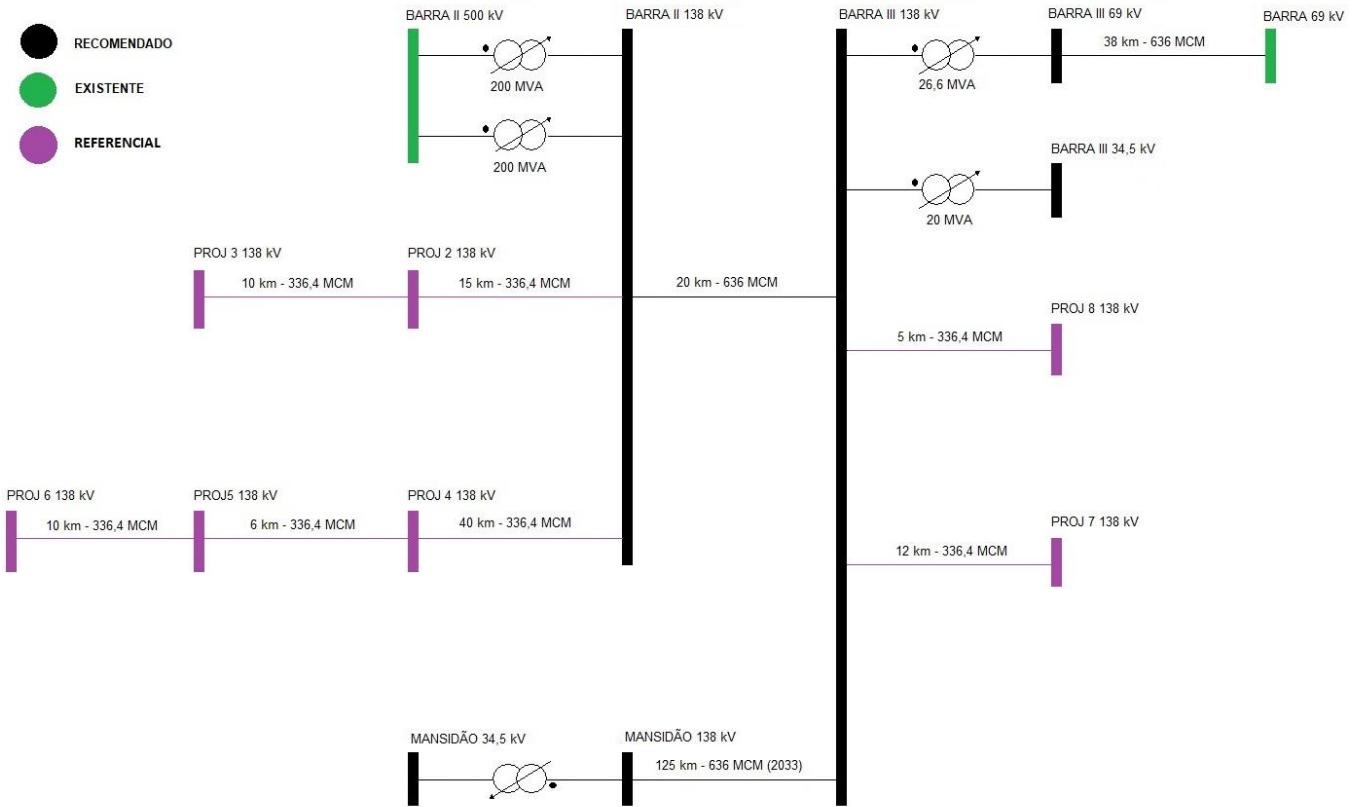 BARRA II 500 kV
BARRA II 138 kV
BARRA III 138 kV
BARRA III 69 kV
BARRA 69 kV
RECOMENDADO
38 km - 636 MCM
EXISTENTE
200 MVA
26,6 MVA
REFERENCIAL
BARRA III 34,5 kV
200 MVA
20 MVA
PROJ 3 138 kV
PROJ 2 138 kV
10 km - 336,4 MCM
15 km - 336,4 MCM
20 km - 636 MCM
PROJ 8 138 kV
5 km - 336,4 MCM
PROJ 6 138 kV
PROJ5 138 kV
PROJ 4 138 kV
10 km - 336,4 MCM
6 km - 336,4 MCM
40 km - 336,4 MCM
PROJ 7 138 kV
12 km - 336,4 MCM
MANSIDÃO 34,5 kV
MANSIDÃO 138 kV
125 km - 636 MCM (2033)